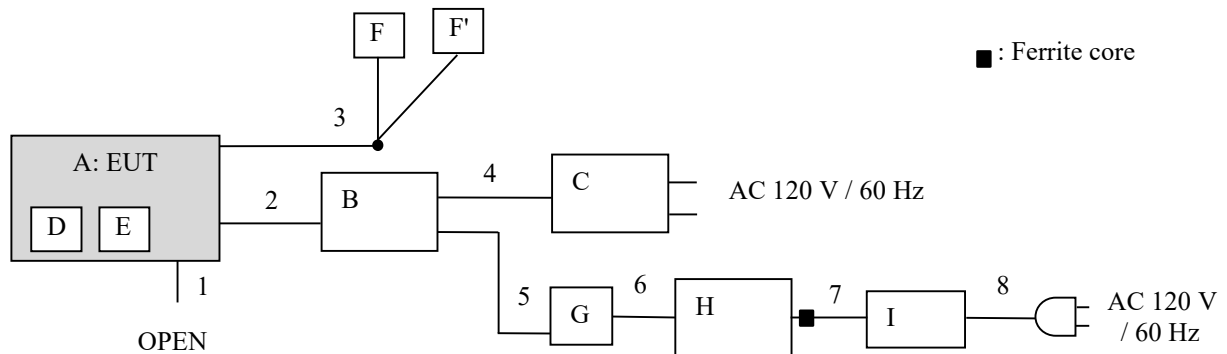 F
F'
: Ferrite core
3
A: EUT
4
C
AC 120 V / 60 Hz
2
B
D
E
1
5
6
7
8
G
H
I
AC 120 V
/ 60 Hz
OPEN